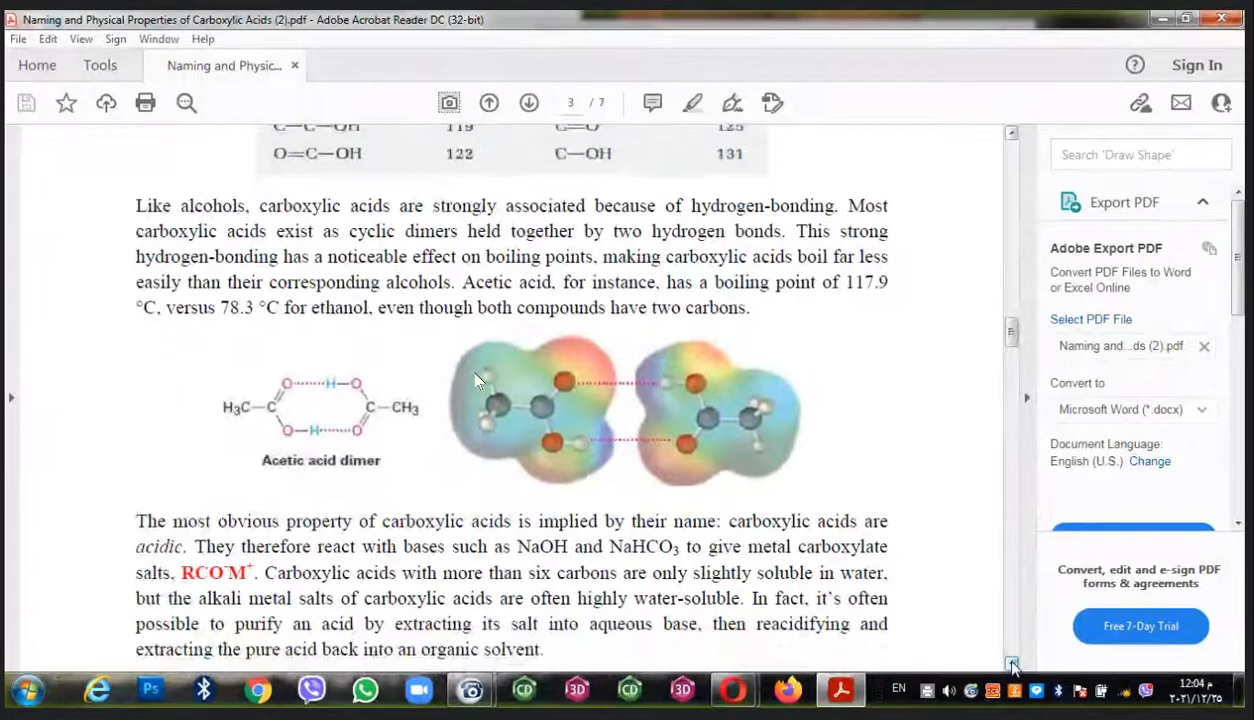 Naming and Physical Properties of Carboxylic Acids (2).pdf - Adobe Acrobat Reader DC (32-bit)
File Edit View Sign Window Help
Home Tools Naming and Physic... × Sign In
3 / 7
Search 'Draw Shape'
C—C—OH 119 C=O 125
O=C—OH 122 C—OH 131
Export PDF
Like alcohols, carboxylic acids are strongly associated because of hydrogen-bonding. Most
carboxylic acids exist as cyclic dimers held together by two hydrogen bonds. This strong
hydrogen-bonding has a noticeable effect on boiling points, making carboxylic acids boil far less
easily than their corresponding alcohols. Acetic acid, for instance, has a boiling point of 117.9
°C, versus 78.3 °C for ethanol, even though both compounds have two carbons.
Adobe Export PDF
Convert PDF Files to Word
or Excel Online
Select PDF File
Naming and...ds (2).pdf ×
Convert to
Microsoft Word (*.docx)
Document Language:
English (U.S.) Change
O H—O
H3C—C C—CH3
O—H O
Acetic acid dimer
The most obvious property of carboxylic acids is implied by their name: carboxylic acids are
acidic. They therefore react with bases such as NaOH and NaHCO3 to give metal carboxylate
salts, RCO-M+. Carboxylic acids with more than six carbons are only slightly soluble in water,
but the alkali metal salts of carboxylic acids are often highly water-soluble. In fact, it's often
possible to purify an acid by extracting its salt into aqueous base, then reacidifying and
extracting the pure acid back into an organic solvent.
Convert, edit and e-sign PDF
forms & agreements
Free 7-Day Trial
Ps CD 3D CD 3D EN
12:04 م
٢٠٢١/١٢/٢٥